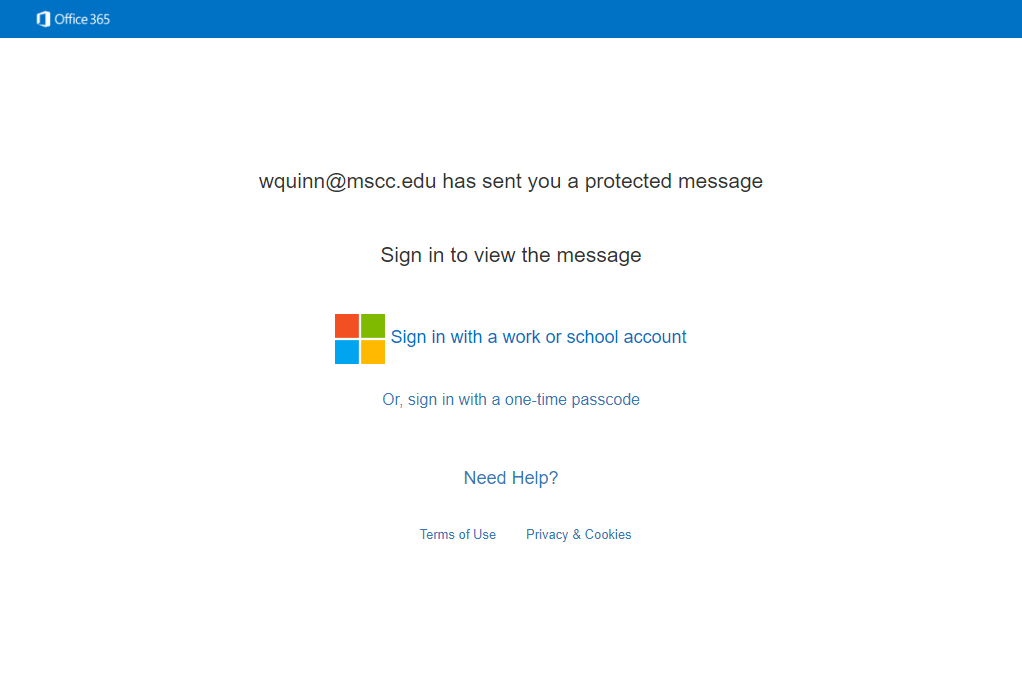 Office 365
wquinn@mscc.edu has sent you a protected message
Sign in to view the message
Sign in with a work or school account
Or, sign in with a one-time passcode
Need Help?
Terms of Use Privacy & Cookies